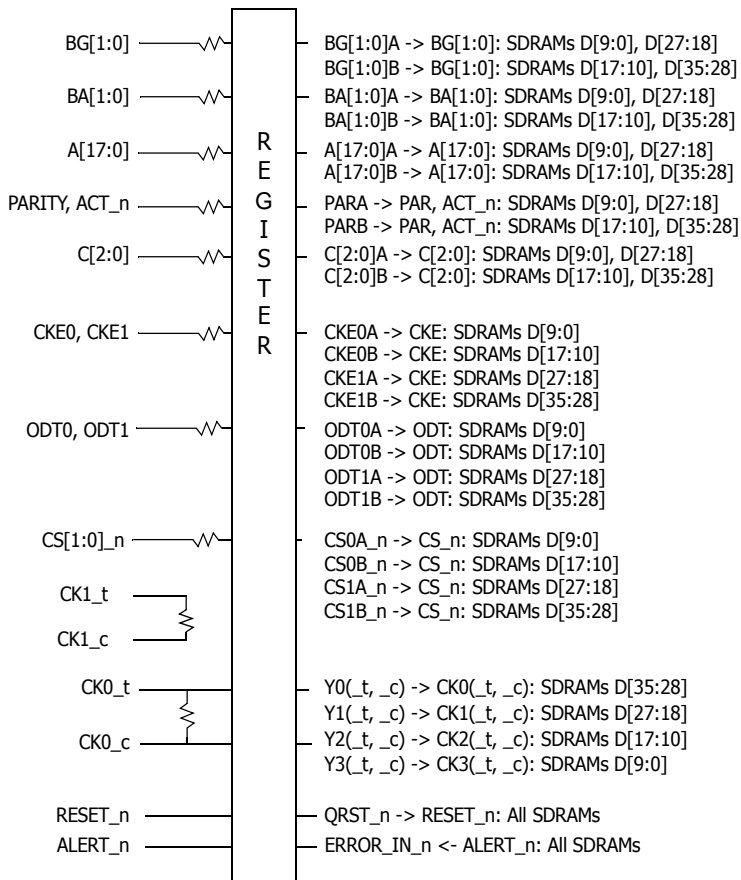 BG[1:0]
BG[1:0]A -> BG[1:0]: SDRAMs D[9:0], D[27:18]
BG[1:0]B -> BG[1:0]: SDRAMs D[17:10], D[35:28]
BA[1:0]
BA[1:0]A -> BA[1:0]: SDRAMs D[9:0], D[27:18]
BA[1:0]B -> BA[1:0]: SDRAMs D[17:10], D[35:28]
A[17:0]
A[17:0]A -> A[17:0]: SDRAMs D[9:0], D[27:18]
A[17:0]B -> A[17:0]: SDRAMs D[17:10], D[35:28]
PARITY, ACT_n
PARA -> PAR, ACT_n: SDRAMs D[9:0], D[27:18]
PARB -> PAR, ACT_n: SDRAMs D[17:10], D[35:28]
C[2:0]
C[2:0]A -> C[2:0]: SDRAMs D[9:0], D[27:18]
C[2:0]B -> C[2:0]: SDRAMs D[17:10], D[35:28]
REGISTER
CKE0, CKE1
CKE0A -> CKE: SDRAMs D[9:0]
CKE0B -> CKE: SDRAMs D[17:10]
CKE1A -> CKE: SDRAMs D[27:18]
CKE1B -> CKE: SDRAMs D[35:28]
ODT0, ODT1
ODT0A -> ODT: SDRAMs D[9:0]
ODT0B -> ODT: SDRAMs D[17:10]
ODT1A -> ODT: SDRAMs D[27:18]
ODT1B -> ODT: SDRAMs D[35:28]
CS[1:0]_n
CS0A_n -> CS_n: SDRAMs D[9:0]
CS0B_n -> CS_n: SDRAMs D[17:10]
CS1A_n -> CS_n: SDRAMs D[27:18]
CS1B_n -> CS_n: SDRAMs D[35:28]
CK1_t
CK1_c
CK0_t
Y0(_t, _c) -> CK0(_t, _c): SDRAMs D[35:28]
Y1(_t, _c) -> CK1(_t, _c): SDRAMs D[27:18]
CK0_c
Y2(_t, _c) -> CK2(_t, _c): SDRAMs D[17:10]
Y3(_t, _c) -> CK3(_t, _c): SDRAMs D[9:0]
RESET_n
QRST_n -> RESET_n: All SDRAMs
ALERT_n
ERROR_IN_n <- ALERT_n: All SDRAMs